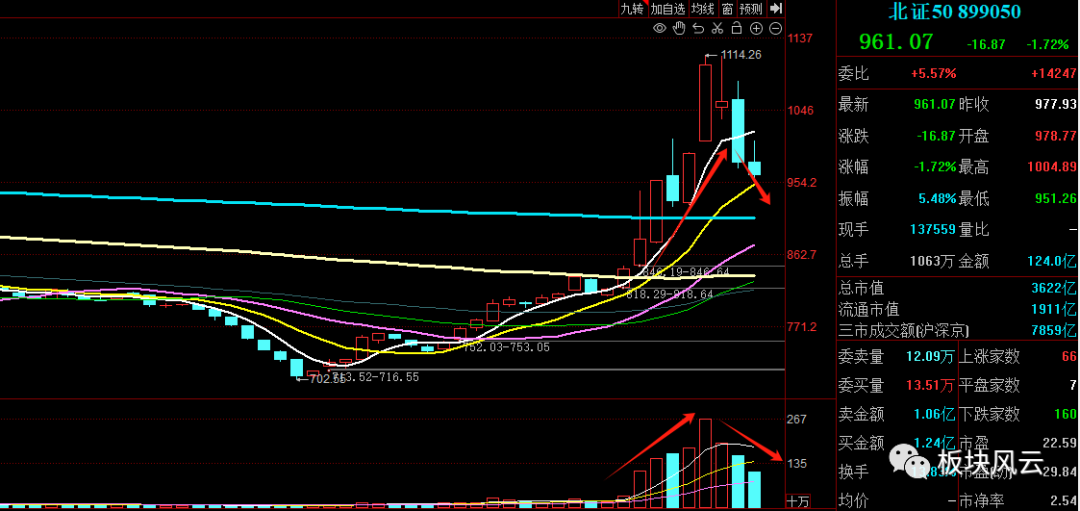 九转 加自选 均线 窗 预测
1137
1046
954.2
862.7
771.2
←1114.26
846.19-846.64
818.29-818.64
752.03-753.05
713.52-716.55
←702.55
267
135
十万
北证50 899050
961.07 -16.87 -1.72%
委比 +5.57% +14247
最新 961.07 昨收 977.93
涨跌 -16.87 开盘 978.77
涨幅 -1.72% 最高 1004.89
振幅 5.48% 最低 951.26
现手 137559 量比 –
总手 1063万 金额 124.0亿
总市值 3622亿
流通市值 1911亿
三市成交额(沪深京) 7859亿
委卖量 12.09万 上涨家数 66
委买量 13.51万 平盘家数 7
卖金额 1.06亿 下跌家数 160
买金额 1.24亿 市盈 22.59
换手 29.84
均价 – 市净率 2.54
板块风云